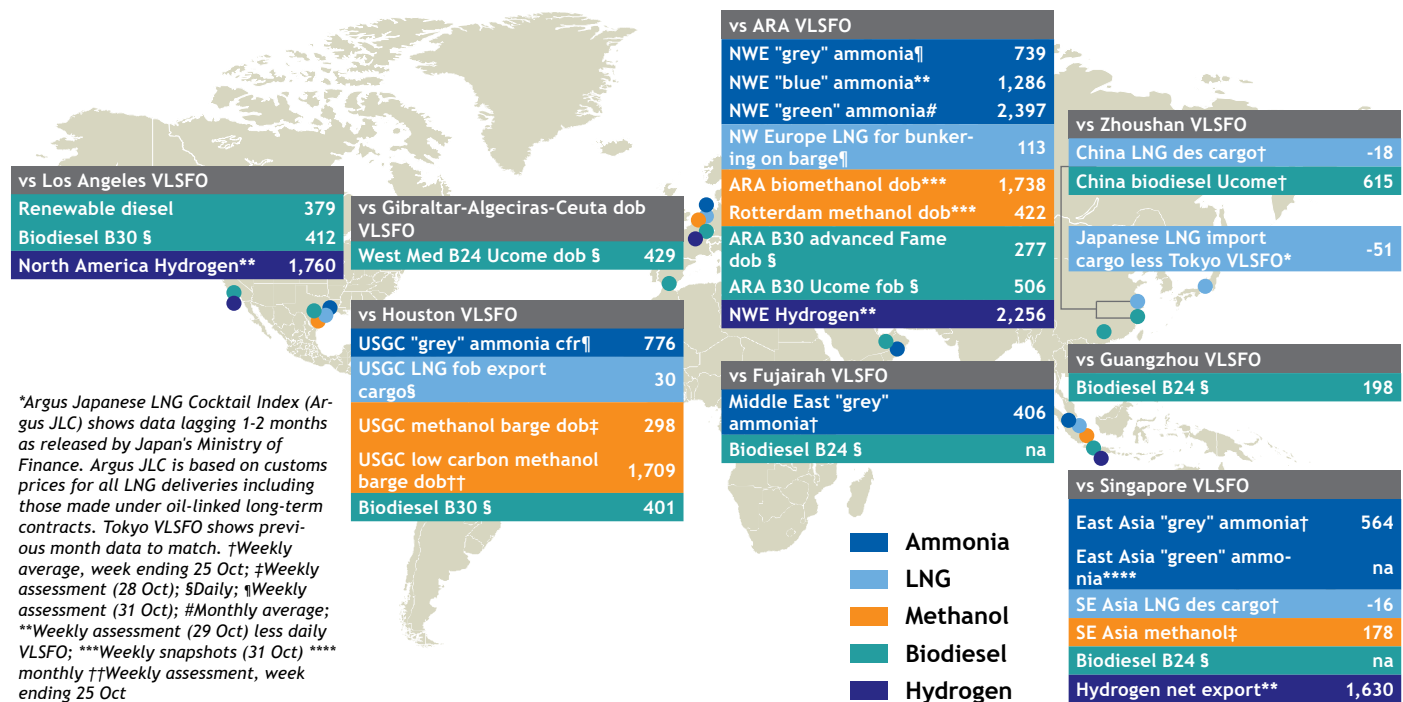 vs Los Angeles VLSFO
Renewable diesel 379
Biodiesel B30 § 412
North America Hydrogen** 1,760
vs Gibraltar-Algeciras-Ceuta dob
VLSFO
West Med B24 Ucome dob § 429
vs Houston VLSFO
USGC "grey" ammonia cfr¶ 776
USGC LNG fob export
cargo§ 30
USGC methanol barge dob‡ 298
USGC low carbon methanol
barge dob†† 1,709
Biodiesel B30 § 401
vs ARA VLSFO
NWE "grey" ammonia¶ 739
NWE "blue" ammonia** 1,286
NWE "green" ammonia# 2,397
NW Europe LNG for bunker-
ing on barge¶ 113
ARA biomethanol dob*** 1,738
Rotterdam methanol dob*** 422
ARA B30 advanced Fame
dob § 277
ARA B30 Ucome fob § 506
NWE Hydrogen** 2,256
vs Fujairah VLSFO
Middle East "grey"
ammonia† 406
Biodiesel B24 § na
vs Zhoushan VLSFO
China LNG des cargo† -18
China biodiesel Ucome† 615
Japanese LNG import
cargo less Tokyo VLSFO* -51
vs Guangzhou VLSFO
Biodiesel B24 § 198
vs Singapore VLSFO
East Asia "grey" ammonia† 564
East Asia "green" ammo-
nia**** na
SE Asia LNG des cargo† -16
SE Asia methanol‡ 178
Biodiesel B24 § na
Hydrogen net export** 1,630
*Argus Japanese LNG Cocktail Index (Ar-
gus JLC) shows data lagging 1-2 months
as released by Japan's Ministry of
Finance. Argus JLC is based on customs
prices for all LNG deliveries including
those made under oil-linked long-term
contracts. Tokyo VLSFO shows previ-
ous month data to match. †Weekly
average, week ending 25 Oct; ‡Weekly
assessment (28 Oct); §Daily; ¶Weekly
assessment (31 Oct); #Monthly average;
**Weekly assessment (29 Oct) less daily
VLSFO; ***Weekly snapshots (31 Oct) ****
monthly ††Weekly assessment, week
ending 25 Oct
Ammonia
LNG
Methanol
Biodiesel
Hydrogen